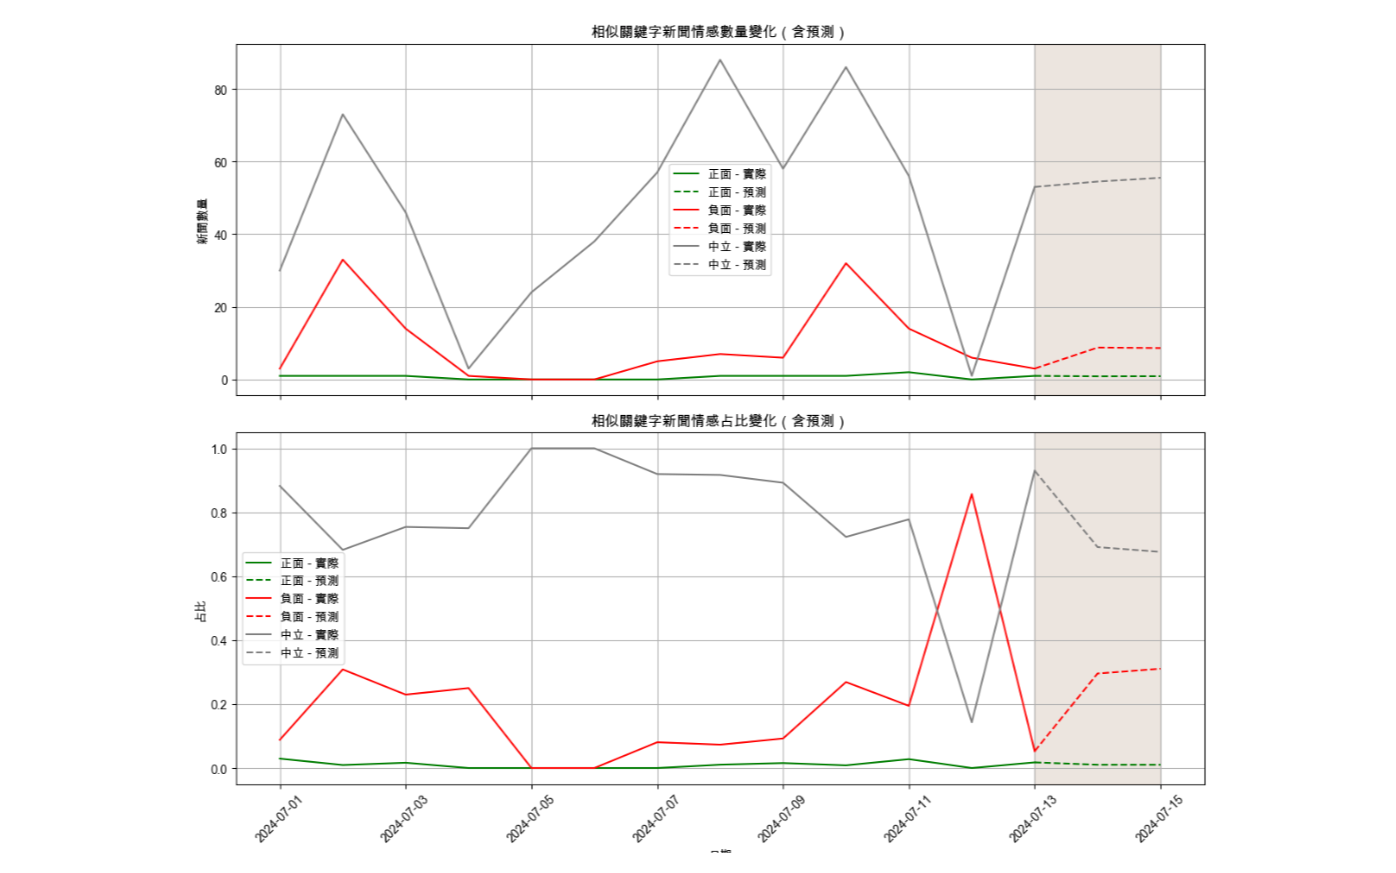 相似關鍵字新聞情感數量變化（含預測）
80
60
40
20
0
新聞數量
正面 - 實際
正面 - 預測
負面 - 實際
負面 - 預測
中立 - 實際
中立 - 預測
相似關鍵字新聞情感占比變化（含預測）
1.0
0.8
0.6
0.4
0.2
0.0
占比
正面 - 實際
正面 - 預測
負面 - 實際
負面 - 預測
中立 - 實際
中立 - 預測
2024-07-01
2024-07-03
2024-07-05
2024-07-07
2024-07-09
2024-07-11
2024-07-13
2024-07-15